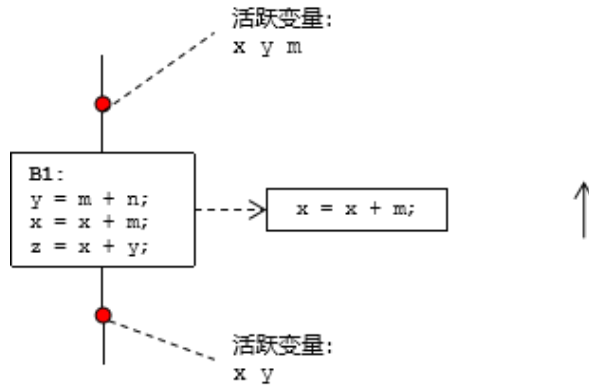 活跃变量:
x y m
B1:
y = m + n;
x = x + m;
z = x + y;
x = x + m;
活跃变量:
x y